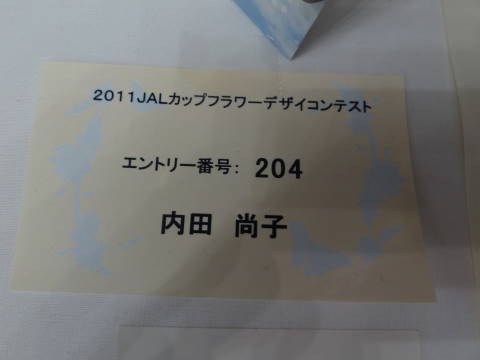 2011JALカップフラワーデザイコンテスト
エントリー番号: 204
内田 尚子